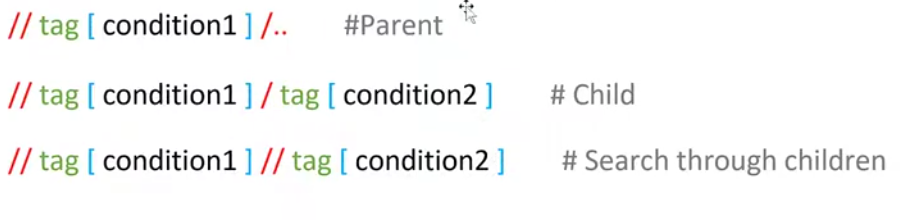 // tag [ condition1 ] /.. #Parent
// tag [ condition1 ] / tag [ condition2 ] # Child
// tag [ condition1 ] // tag [ condition2 ] # Search through children